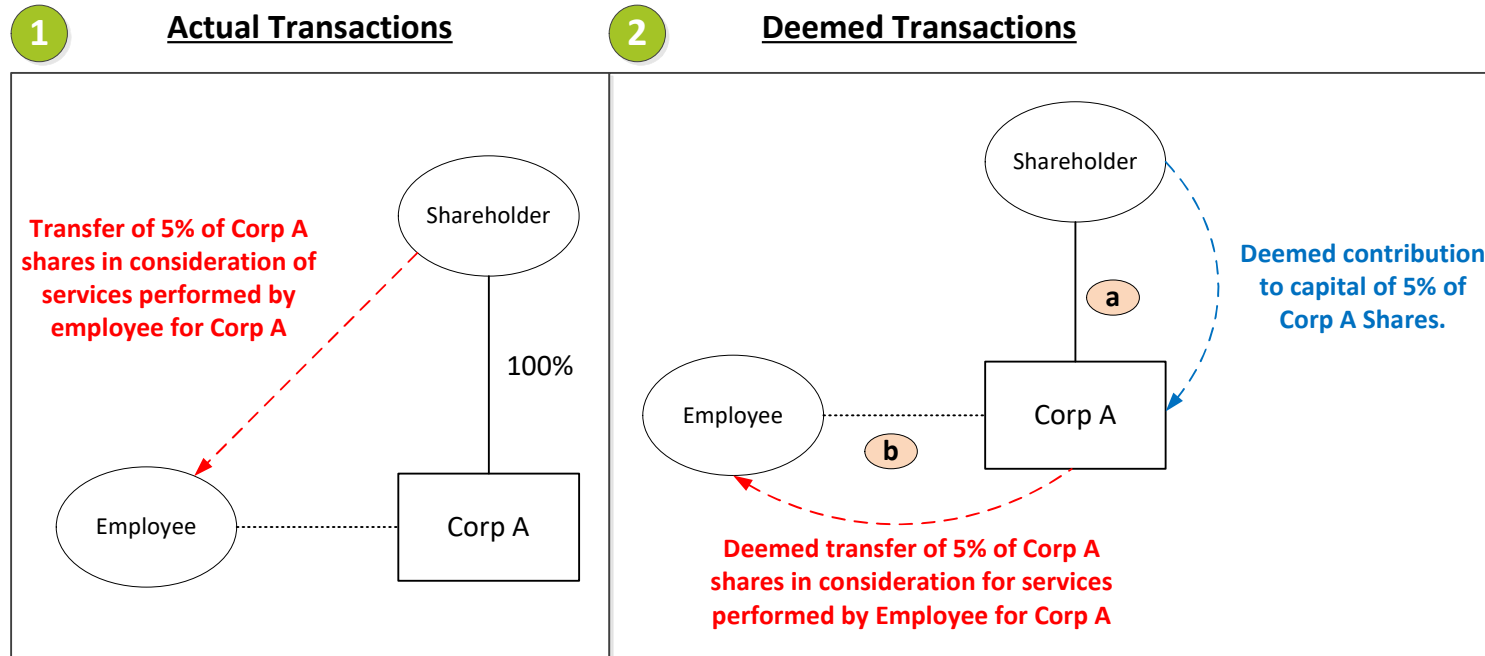 1
Actual Transactions
2
Deemed Transactions
Shareholder
Transfer of 5% of Corp A
shares in consideration of
services performed by
employee for Corp A
100%
Employee
Corp A
Shareholder
Deemed contribution
to capital of 5% of
Corp A Shares.
a
Employee
b
Corp A
Deemed transfer of 5% of Corp A
shares in consideration for services
performed by Employee for Corp A